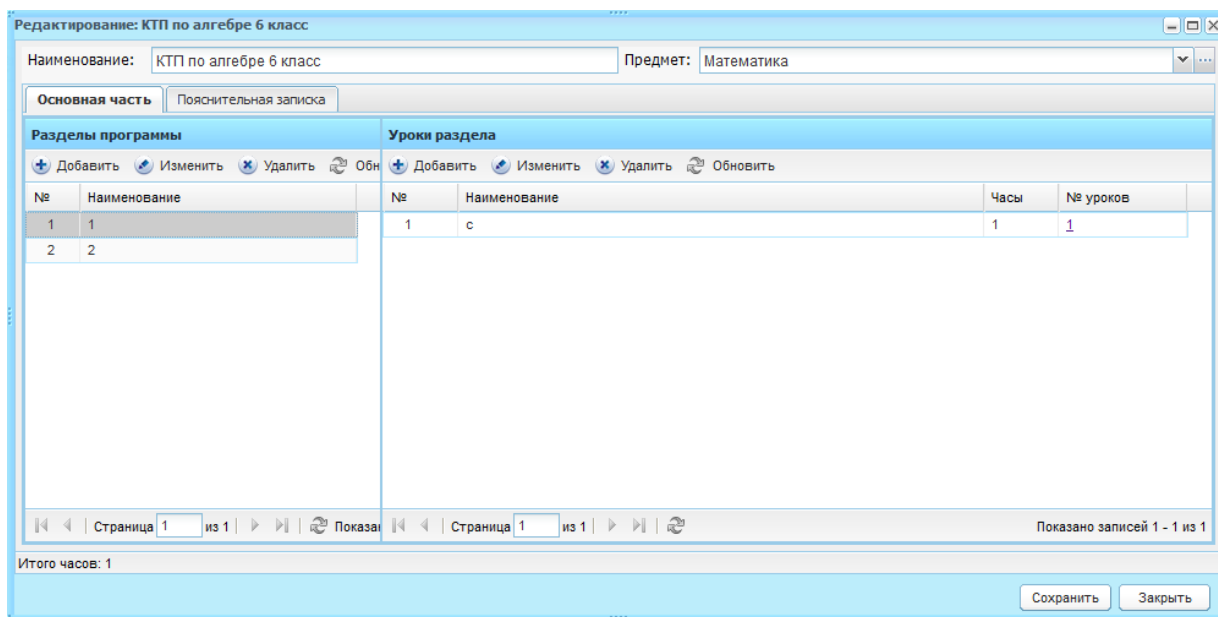 Редактирование: КТП по алгебре 6 класс
Наименование: КТП по алгебре 6 класс Предмет: Математика
Основная часть Пояснительная записка
Разделы программы Уроки раздела
Добавить Изменить Удалить Обн Добавить Изменить Удалить Обновить
№ Наименование № Наименование Часы № уроков
1 1 1 с 1 1
2 2
Страница 1 из 1 Показан Страница 1 из 1 Показано записей 1 - 1 из 1
Итого часов: 1
Сохранить Закрыть